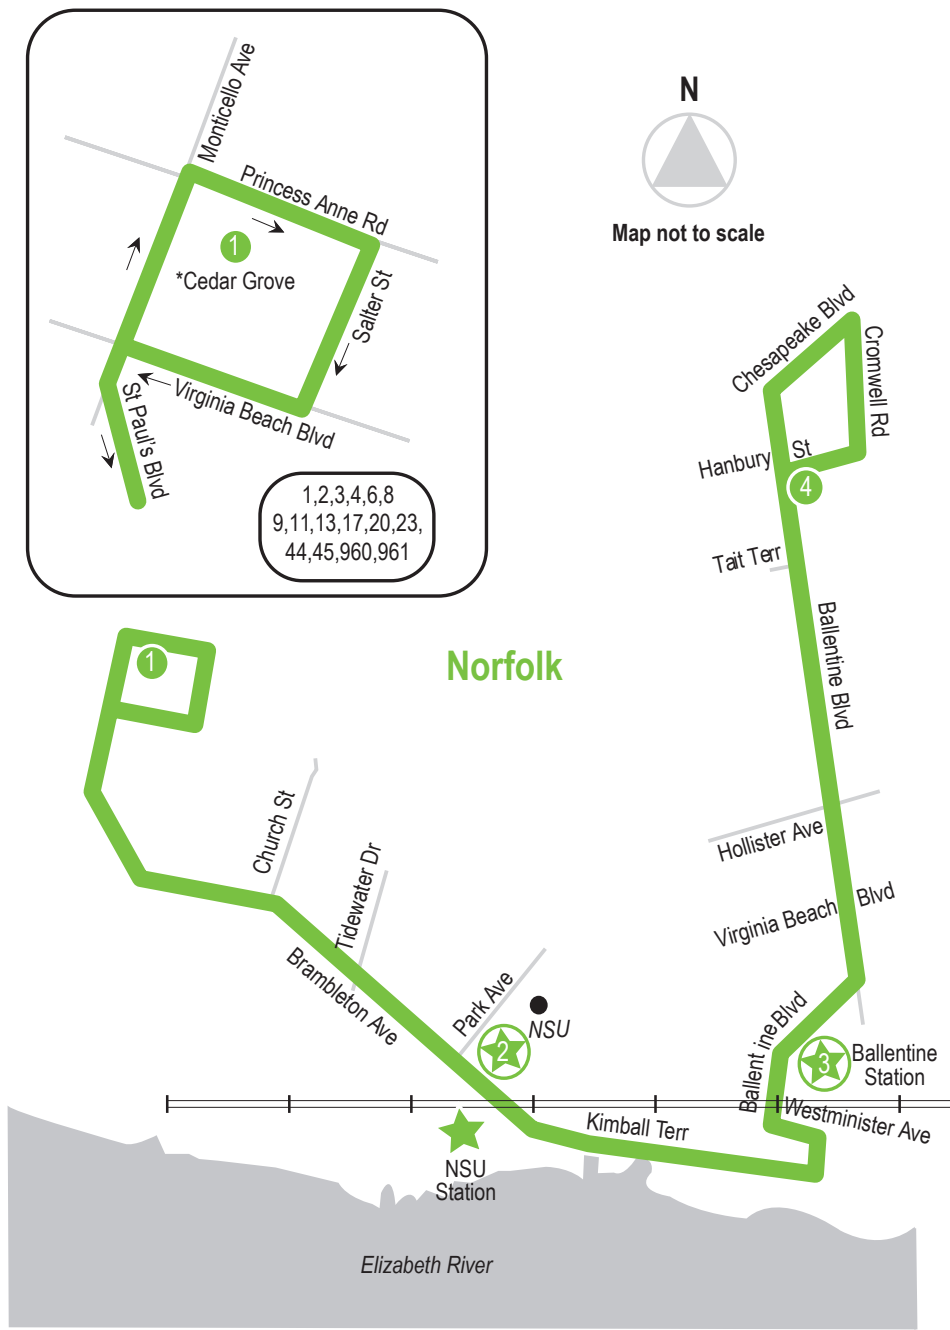 Monticello Ave
Princess Anne Rd
1
*Cedar Grove
Salter St
Virginia Beach Blvd
St Paul's Blvd
1,2,3,4,6,8
9,11,13,17,20,23,
44,45,960,961
N
Map not to scale
Chesapeake Blvd
Cromwell Rd
Hanbury St
4
Tait Terr
Ballentine Blvd
Norfolk
1
Church St
Tidewater Dr
Hollister Ave
Virginia Beach Blvd
Brambleton Ave
Park Ave
NSU
2
Ballent ine Blvd
3
Ballentine
Station
Westminister Ave
Kimball Terr
NSU
Station
Elizabeth River